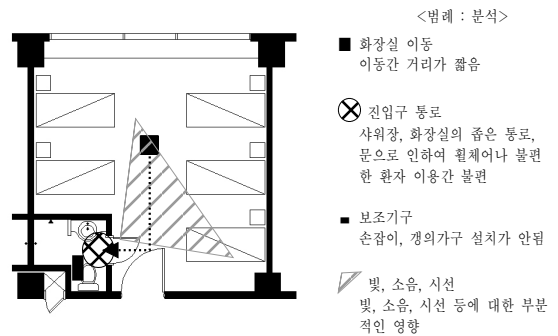 <범례 : 분석>
화장실 이동
이동간 거리가 짧음
진입구 통로
샤워장, 화장실의 좁은 통로,
문으로 인하여 휠체어나 불편
한 환자 이용간 불편
보조기구
손잡이, 갱의가구 설치가 안됨
빛, 소음, 시선
빛, 소음, 시선 등에 대한 부분
적인 영향